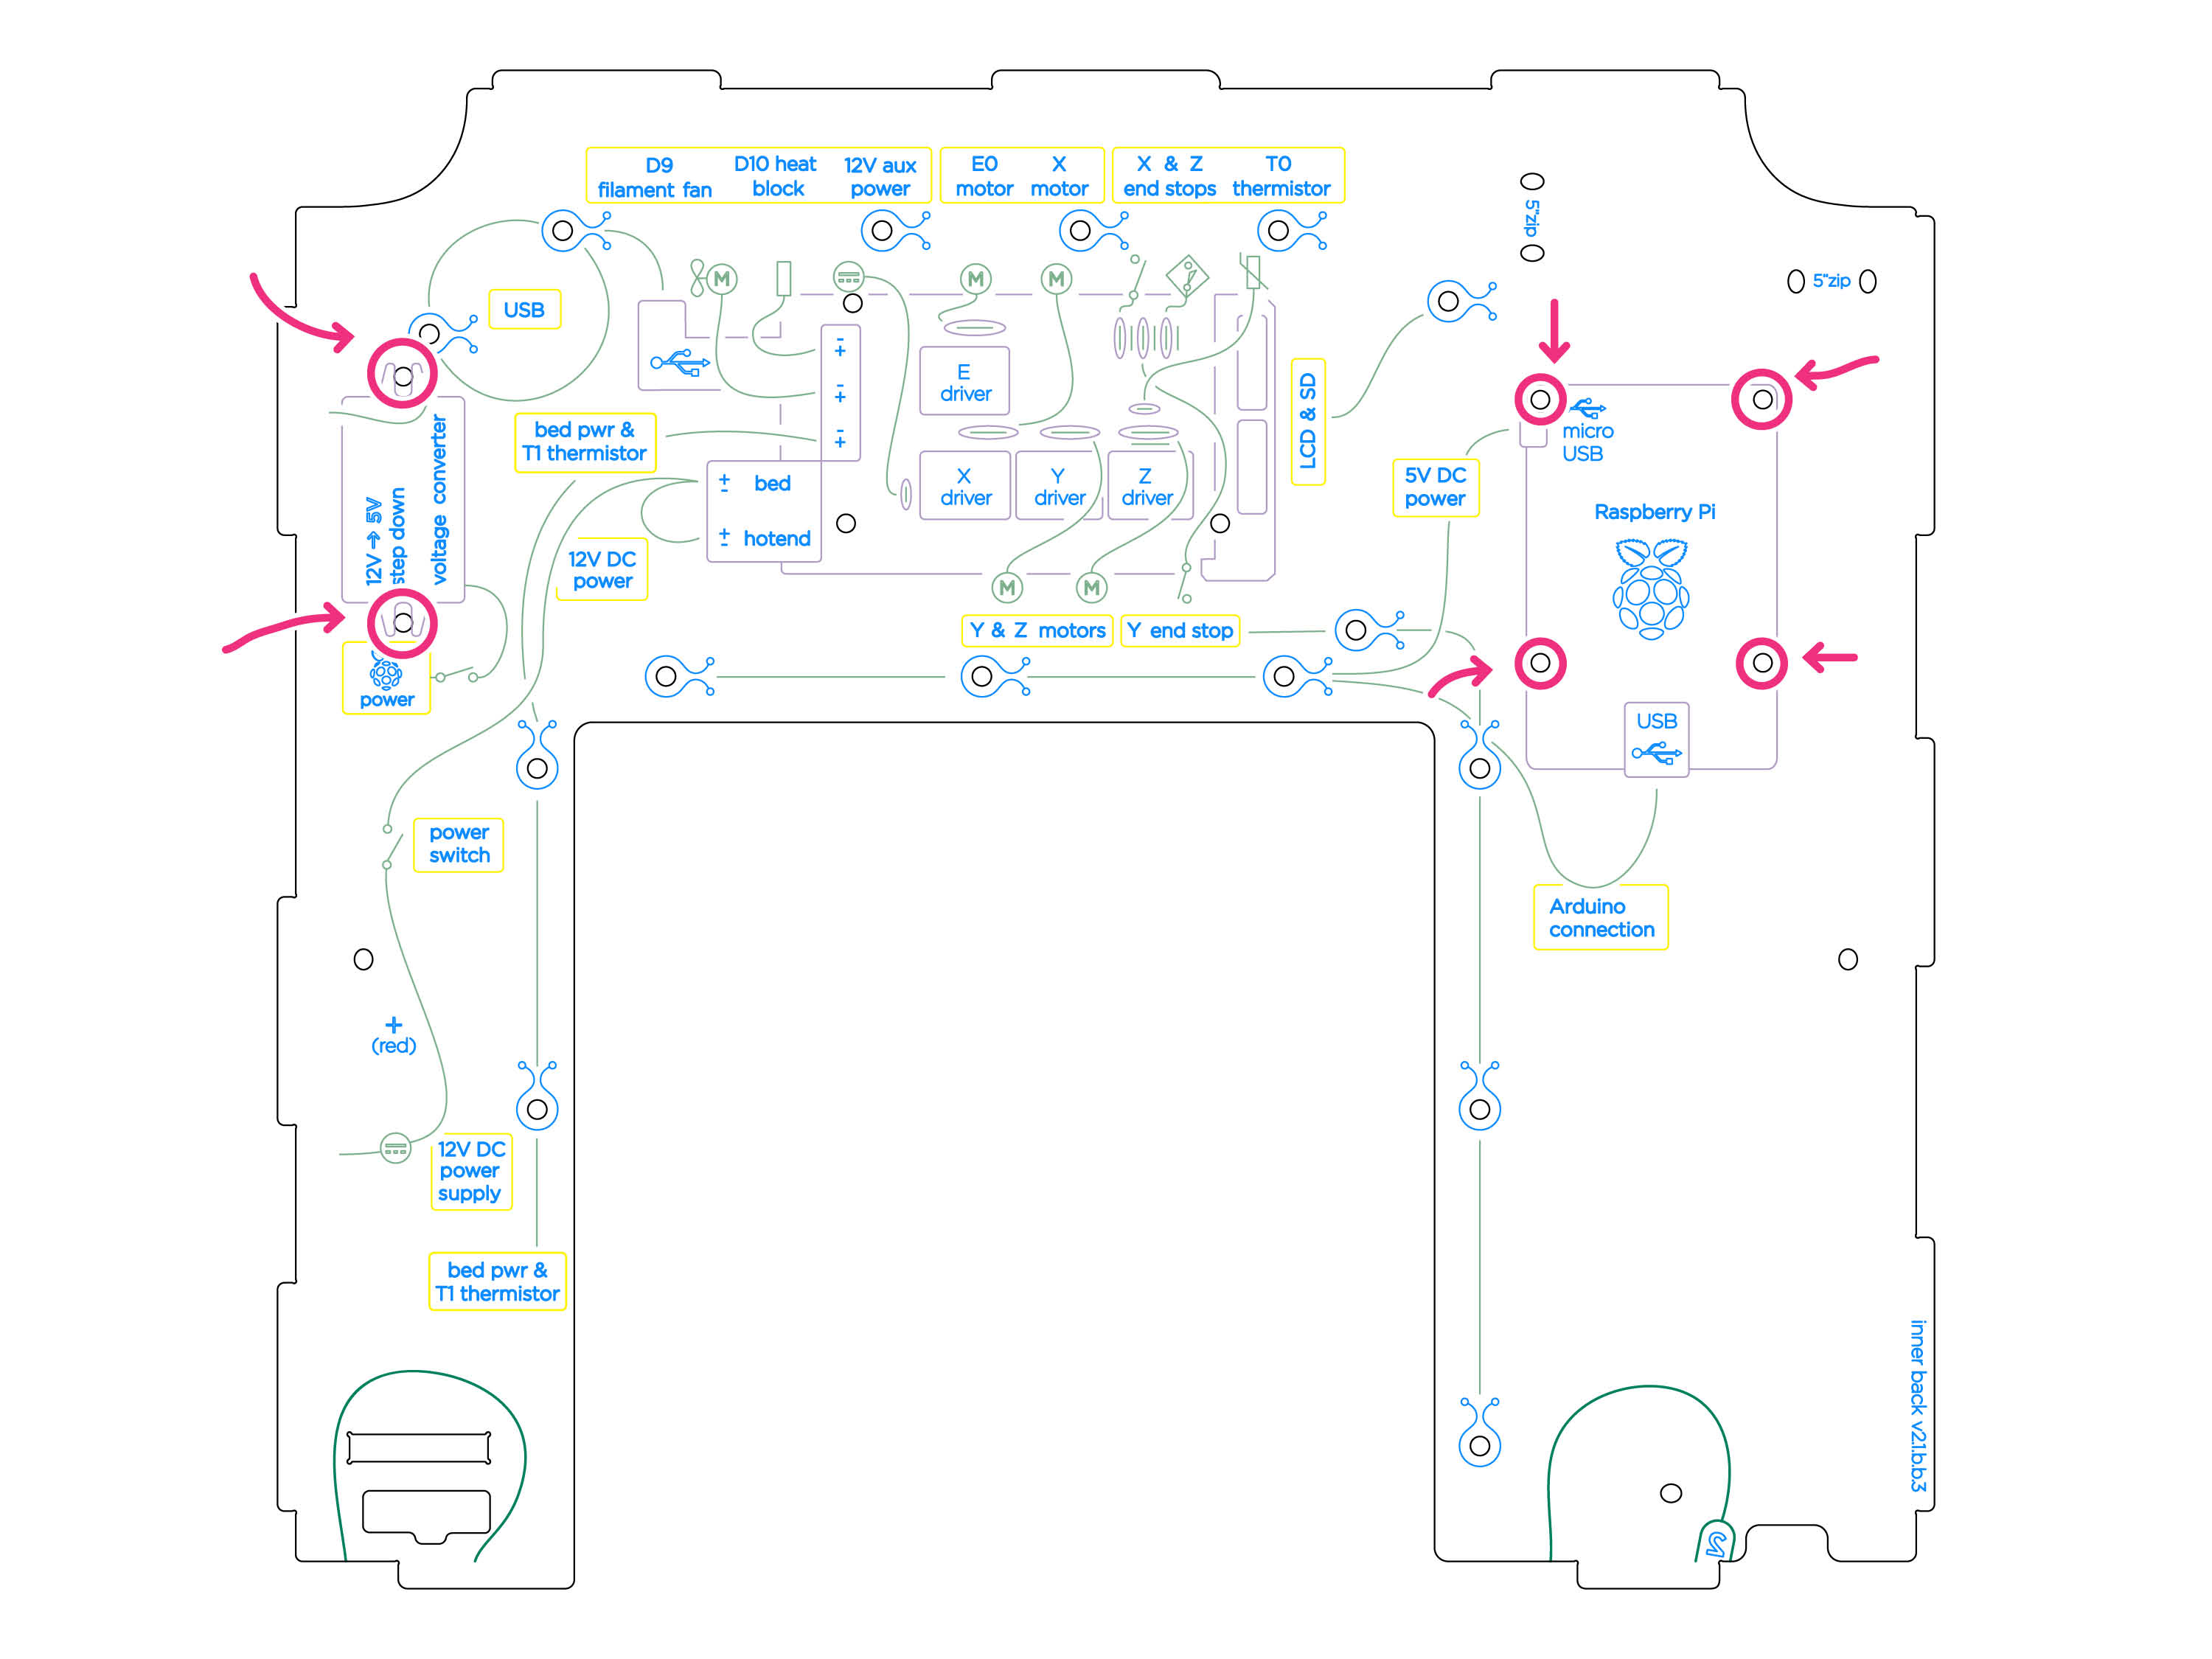 D9
filament fan
D10 heat
block
12V aux
power
E0
motor
X
motor
X & Z
end stops
T0
thermistor
5"zip
5"zip
USB
M
M
M
E
driver
LCD & SD
micro
USB
bed pwr &
T1 thermistor
12V → 5V
step down
voltage converter
+
-
bed
+
-
hotend
-
+
-
+
-
+
X
driver
Y
driver
Z
driver
5V DC
power
Raspberry Pi
12V DC
power
M
M
Y & Z motors
Y end stop
power
USB
power
switch
Arduino
connection
+
(red)
12V DC
power
supply
bed pwr &
T1 thermistor
inner back v2.1.b.b.3